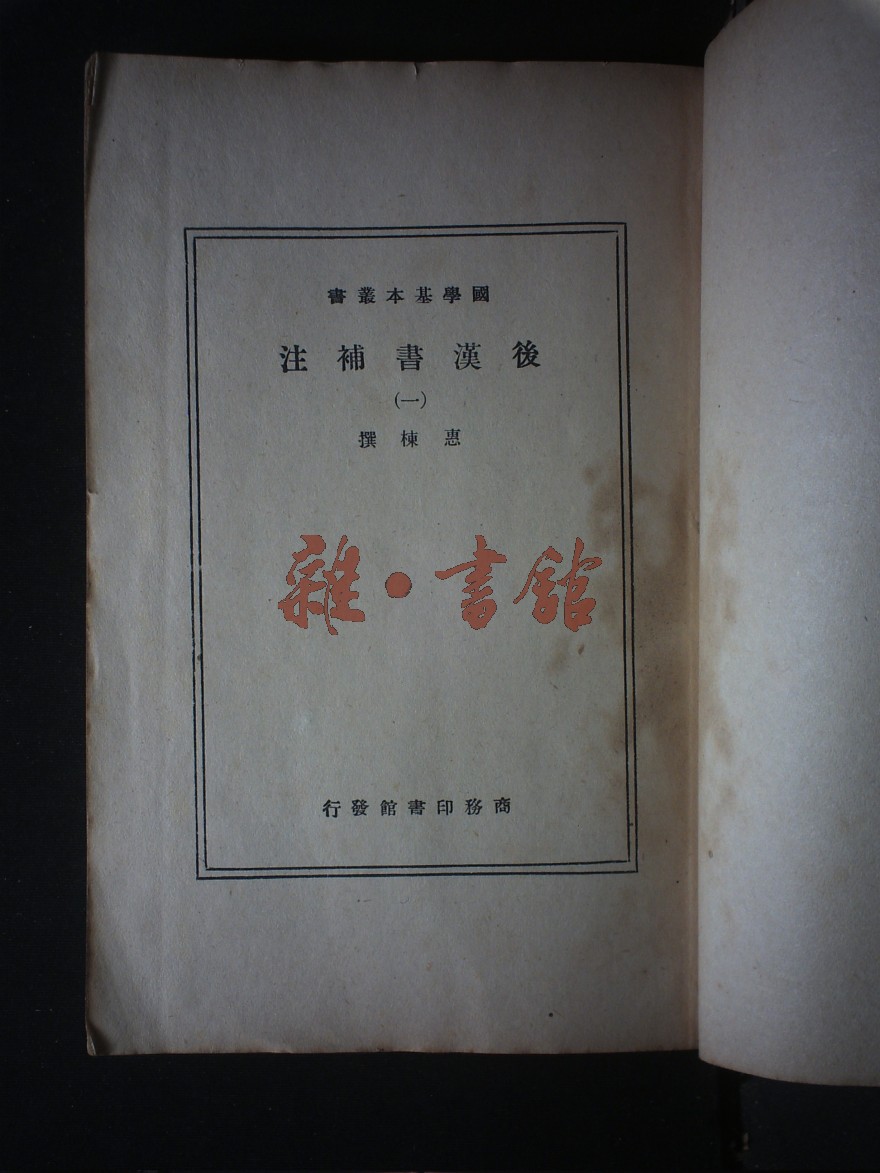 國學基本叢書
後漢書補注
(一)
惠棟撰
雜·書館
商務印書館發行